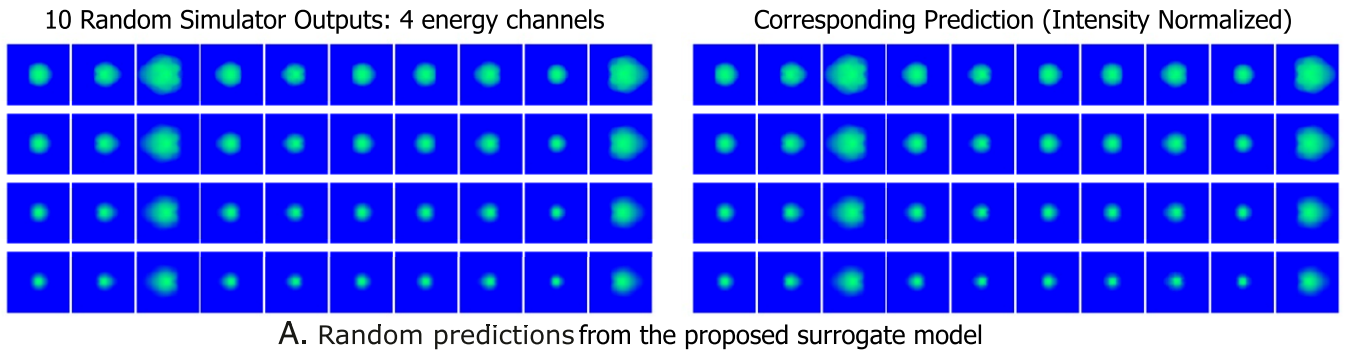 10 Random Simulator Outputs: 4 energy channels
Corresponding Prediction (Intensity Normalized)
A. Random predictions from the proposed surrogate model